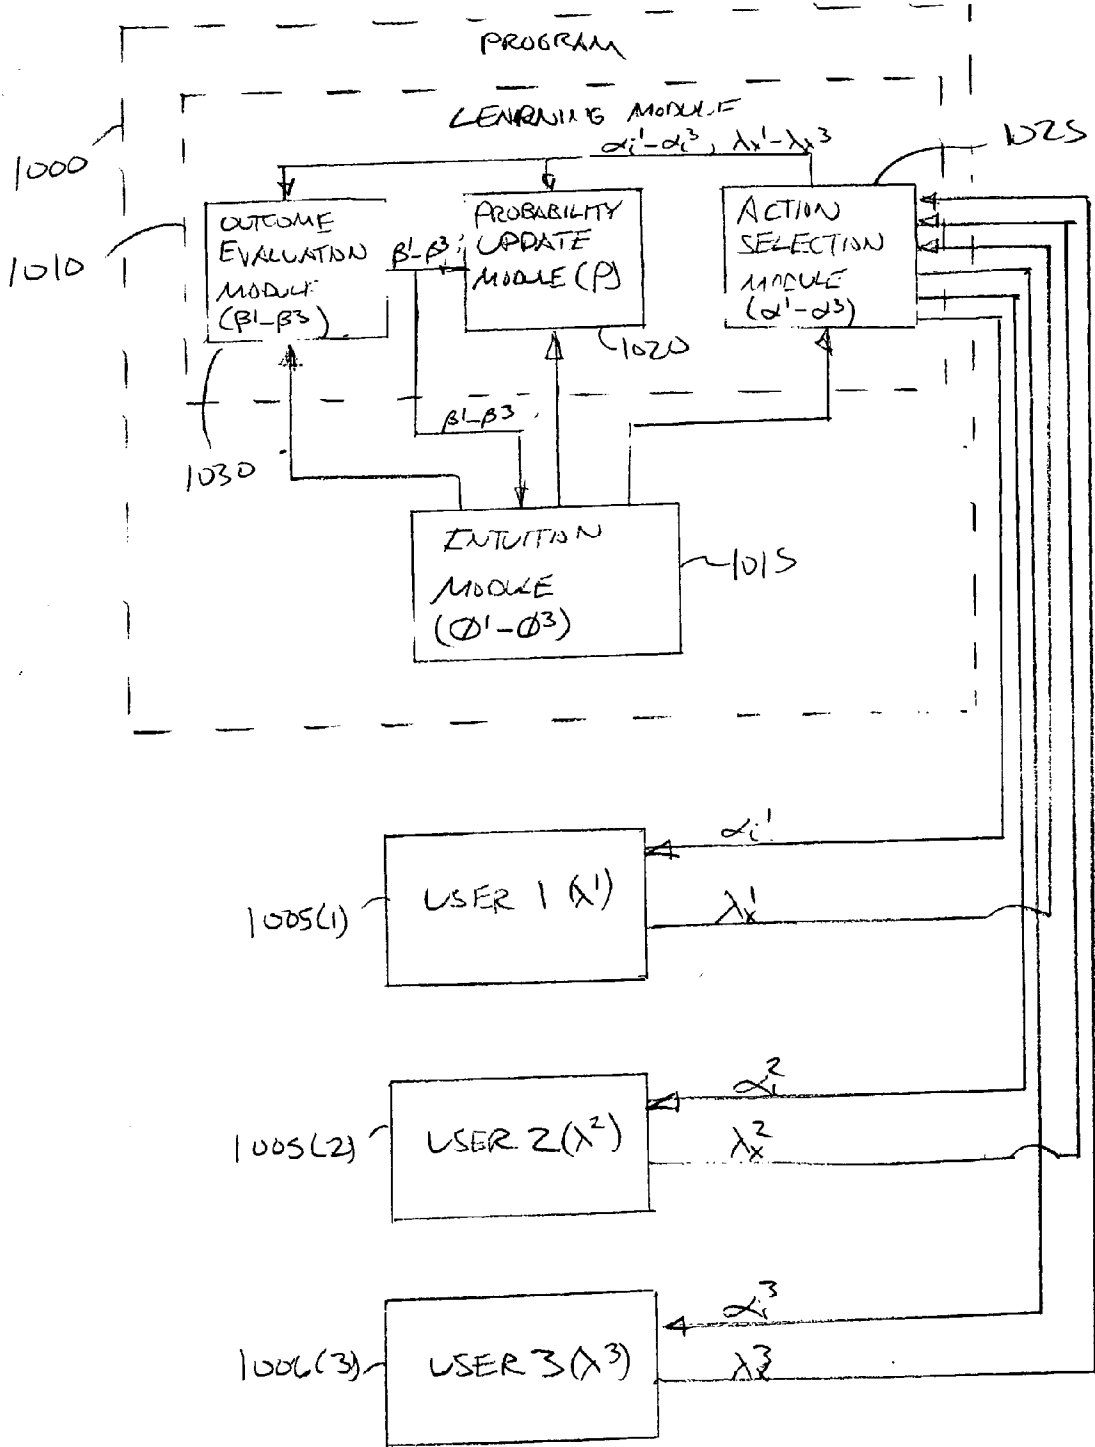 PROGRAM
LEARNING MODULE
αi¹-αi³, λx¹-λx³
1025
1000
1010
OUTCOME
EVALUATION
MODULE
(β¹-β³)
β¹-β³
PROBABILITY
UPDATE
MODULE (P)
ACTION
SELECTION
MODULE
(α¹-α³)
1020
β¹-β³
1030
INTUITION
MODULE
(Ø¹-Ø³)
1015
αi¹
USER 1 (λ¹)
λx¹
1005(1)
αi²
USER 2 (λ²)
λx²
1005(2)
αi³
USER 3 (λ³)
λx³
1006(3)